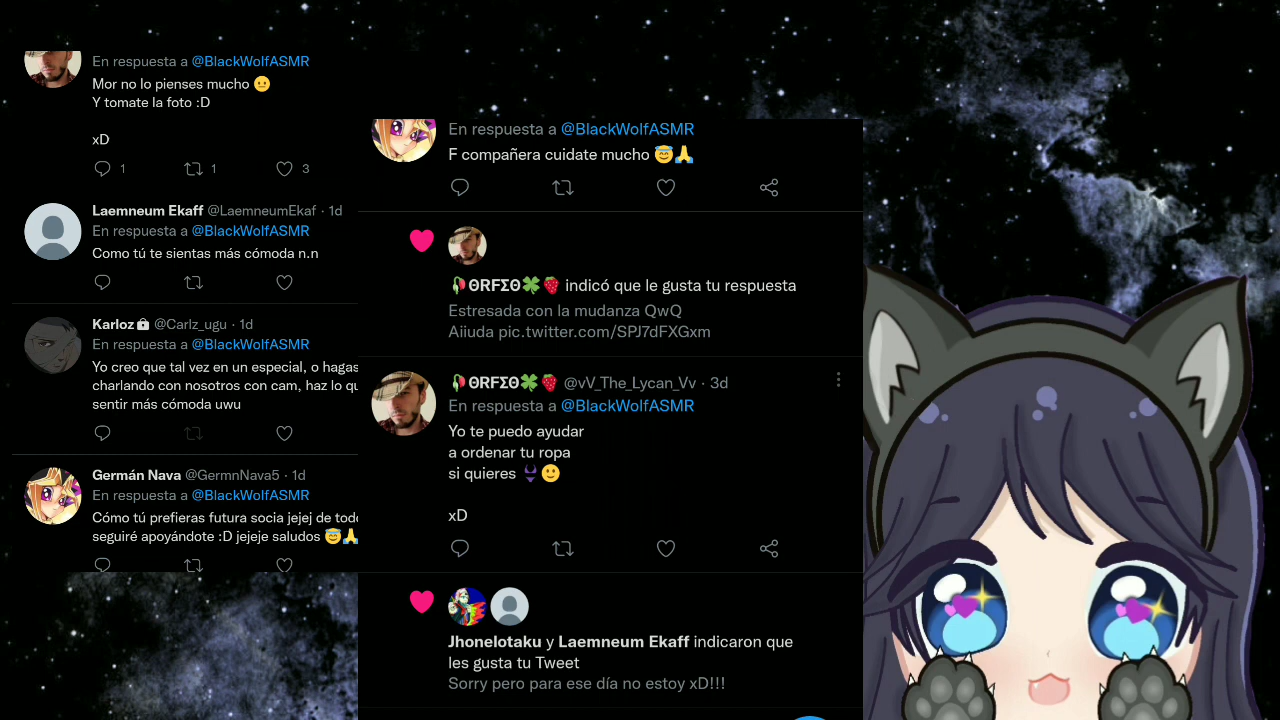 En respuesta a @BlackWolfASMR
Mor no lo pienses mucho 😐
Y tomate la foto :D
xD
1 1 3
Laemneum Ekaff @LaemneumEkaf · 1d
En respuesta a @BlackWolfASMR
Como tú te sientas más cómoda n.n
Karloz @Carlz_ugu · 1d
En respuesta a @BlackWolfASMR
Yo creo que tal vez en un especial, o hagas
charlando con nosotros con cam, haz lo qu
sentir más cómoda uwu
Germán Nava @GermnNava5 · 1d
En respuesta a @BlackWolfASMR
Cómo tú prefieras futura socia jejej de todo
seguiré apoyándote :D jejeje saludos 😇🙏
En respuesta a @BlackWolfASMR
F compañera cuidate mucho 😇🙏
🥀ΘRFΣΘ🍀🍓 indicó que le gusta tu respuesta
Estresada con la mudanza QwQ
Aiiuda pic.twitter.com/SPJ7dFXGxm
🥀ΘRFΣΘ🍀🍓 @vV_The_Lycan_Vv · 3d
En respuesta a @BlackWolfASMR
Yo te puedo ayudar
a ordenar tu ropa
si quieres 👙🙂
xD
Jhonelotaku y Laemneum Ekaff indicaron que
les gusta tu Tweet
Sorry pero para ese día no estoy xD!!!